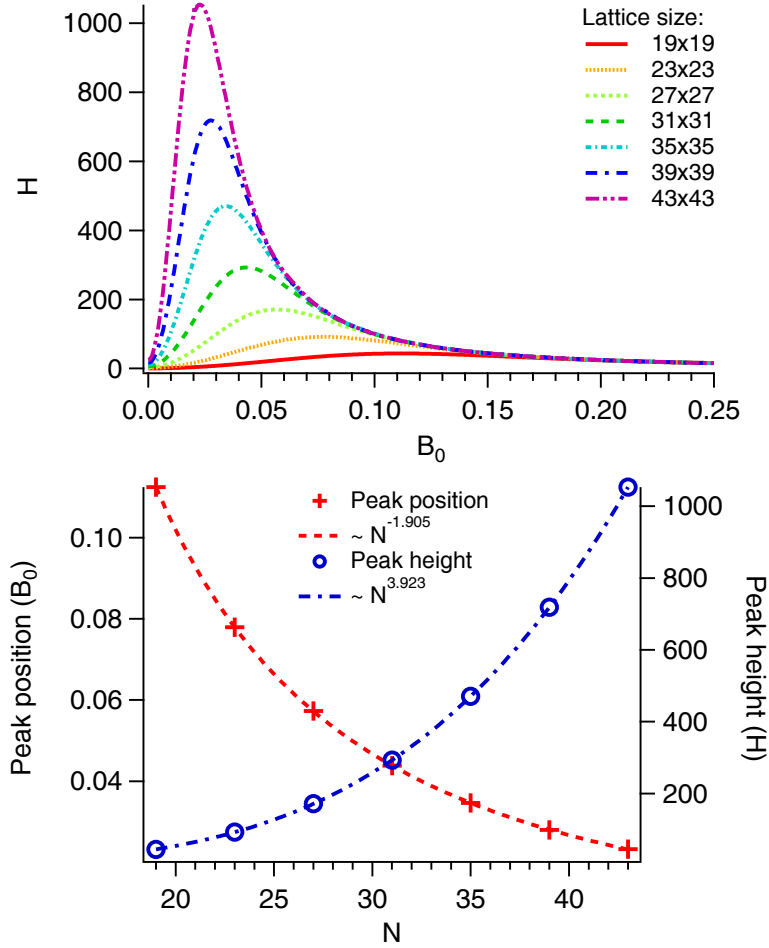 Lattice size:
19x19
23x23
27x27
31x31
35x35
39x39
43x43
H
1000
800
600
400
200
0
0.00 0.05 0.10 0.15 0.20 0.25
B0
Peak position
~ N-1.905
Peak height
~ N3.923
Peak position (B0)
0.10
0.08
0.06
0.04
Peak height (H)
1000
800
600
400
200
20 25 30 35 40
N